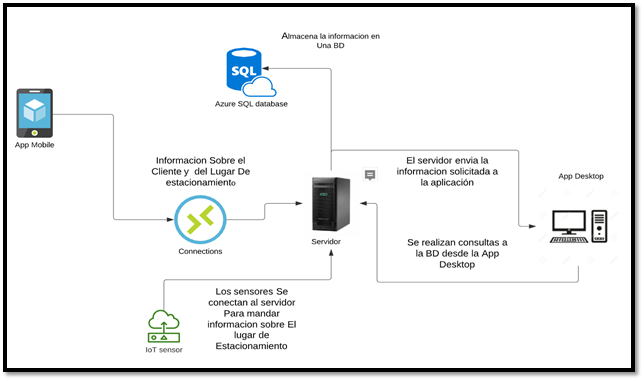 Almacena la informacion en
Una BD
SQL
Azure SQL database
App Mobile
Informacion Sobre el
Cliente y del Lugar De
estacionamiento
Connections
Servidor
El servidor envia la
informacion solicitada a
la aplicación
App Desktop
Se realizan consultas a
la BD desde la App
Desktop
Los sensores Se
conectan al servidor
Para mandar
informacion sobre El
lugar de
Estacionamiento
IoT sensor